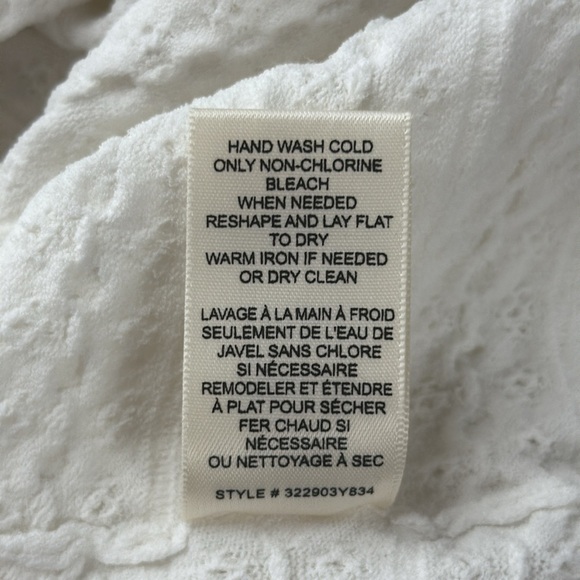 HAND WASH COLD
ONLY NON-CHLORINE
BLEACH
WHEN NEEDED
RESHAPE AND LAY FLAT
TO DRY
WARM IRON IF NEEDED
OR DRY CLEAN
LAVAGE À LA MAIN À FROID
SEULEMENT DE L'EAU DE
JAVEL SANS CHLORE
SI NÉCESSAIRE
REMODELER ET ÉTENDRE
À PLAT POUR SÉCHER
FER CHAUD SI
NÉCESSAIRE
OU NETTOYAGE À SEC
STYLE # 322903Y834